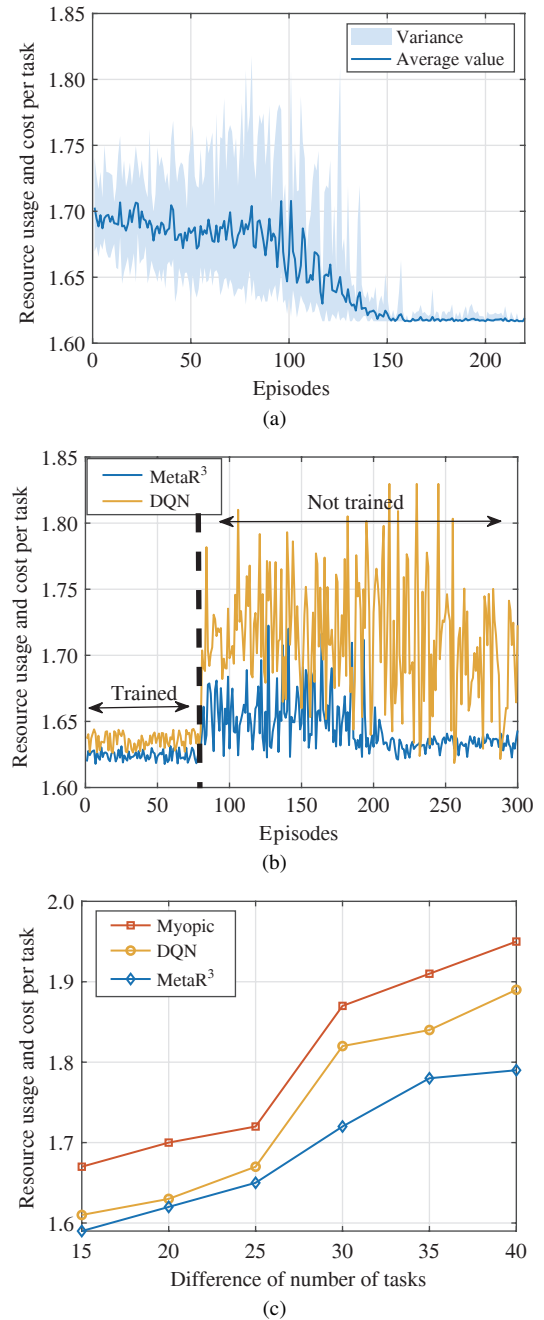 1.85
1.80
1.75
1.70
1.65
1.60
Resource usage and cost per task
Variance
Average value
0 50 100 150 200
Episodes
(a)
1.85
1.80
1.75
1.70
1.65
1.60
Resource usage and cost per task
MetaR³
DQN
Not trained
Trained
1 50 100 150 200 250 300
Episodes
(b)
2.0
1.9
1.8
1.7
1.6
Resource usage and cost per task
Myopic
DQN
MetaR³
15 20 25 30 35 40
Difference of number of tasks
(c)